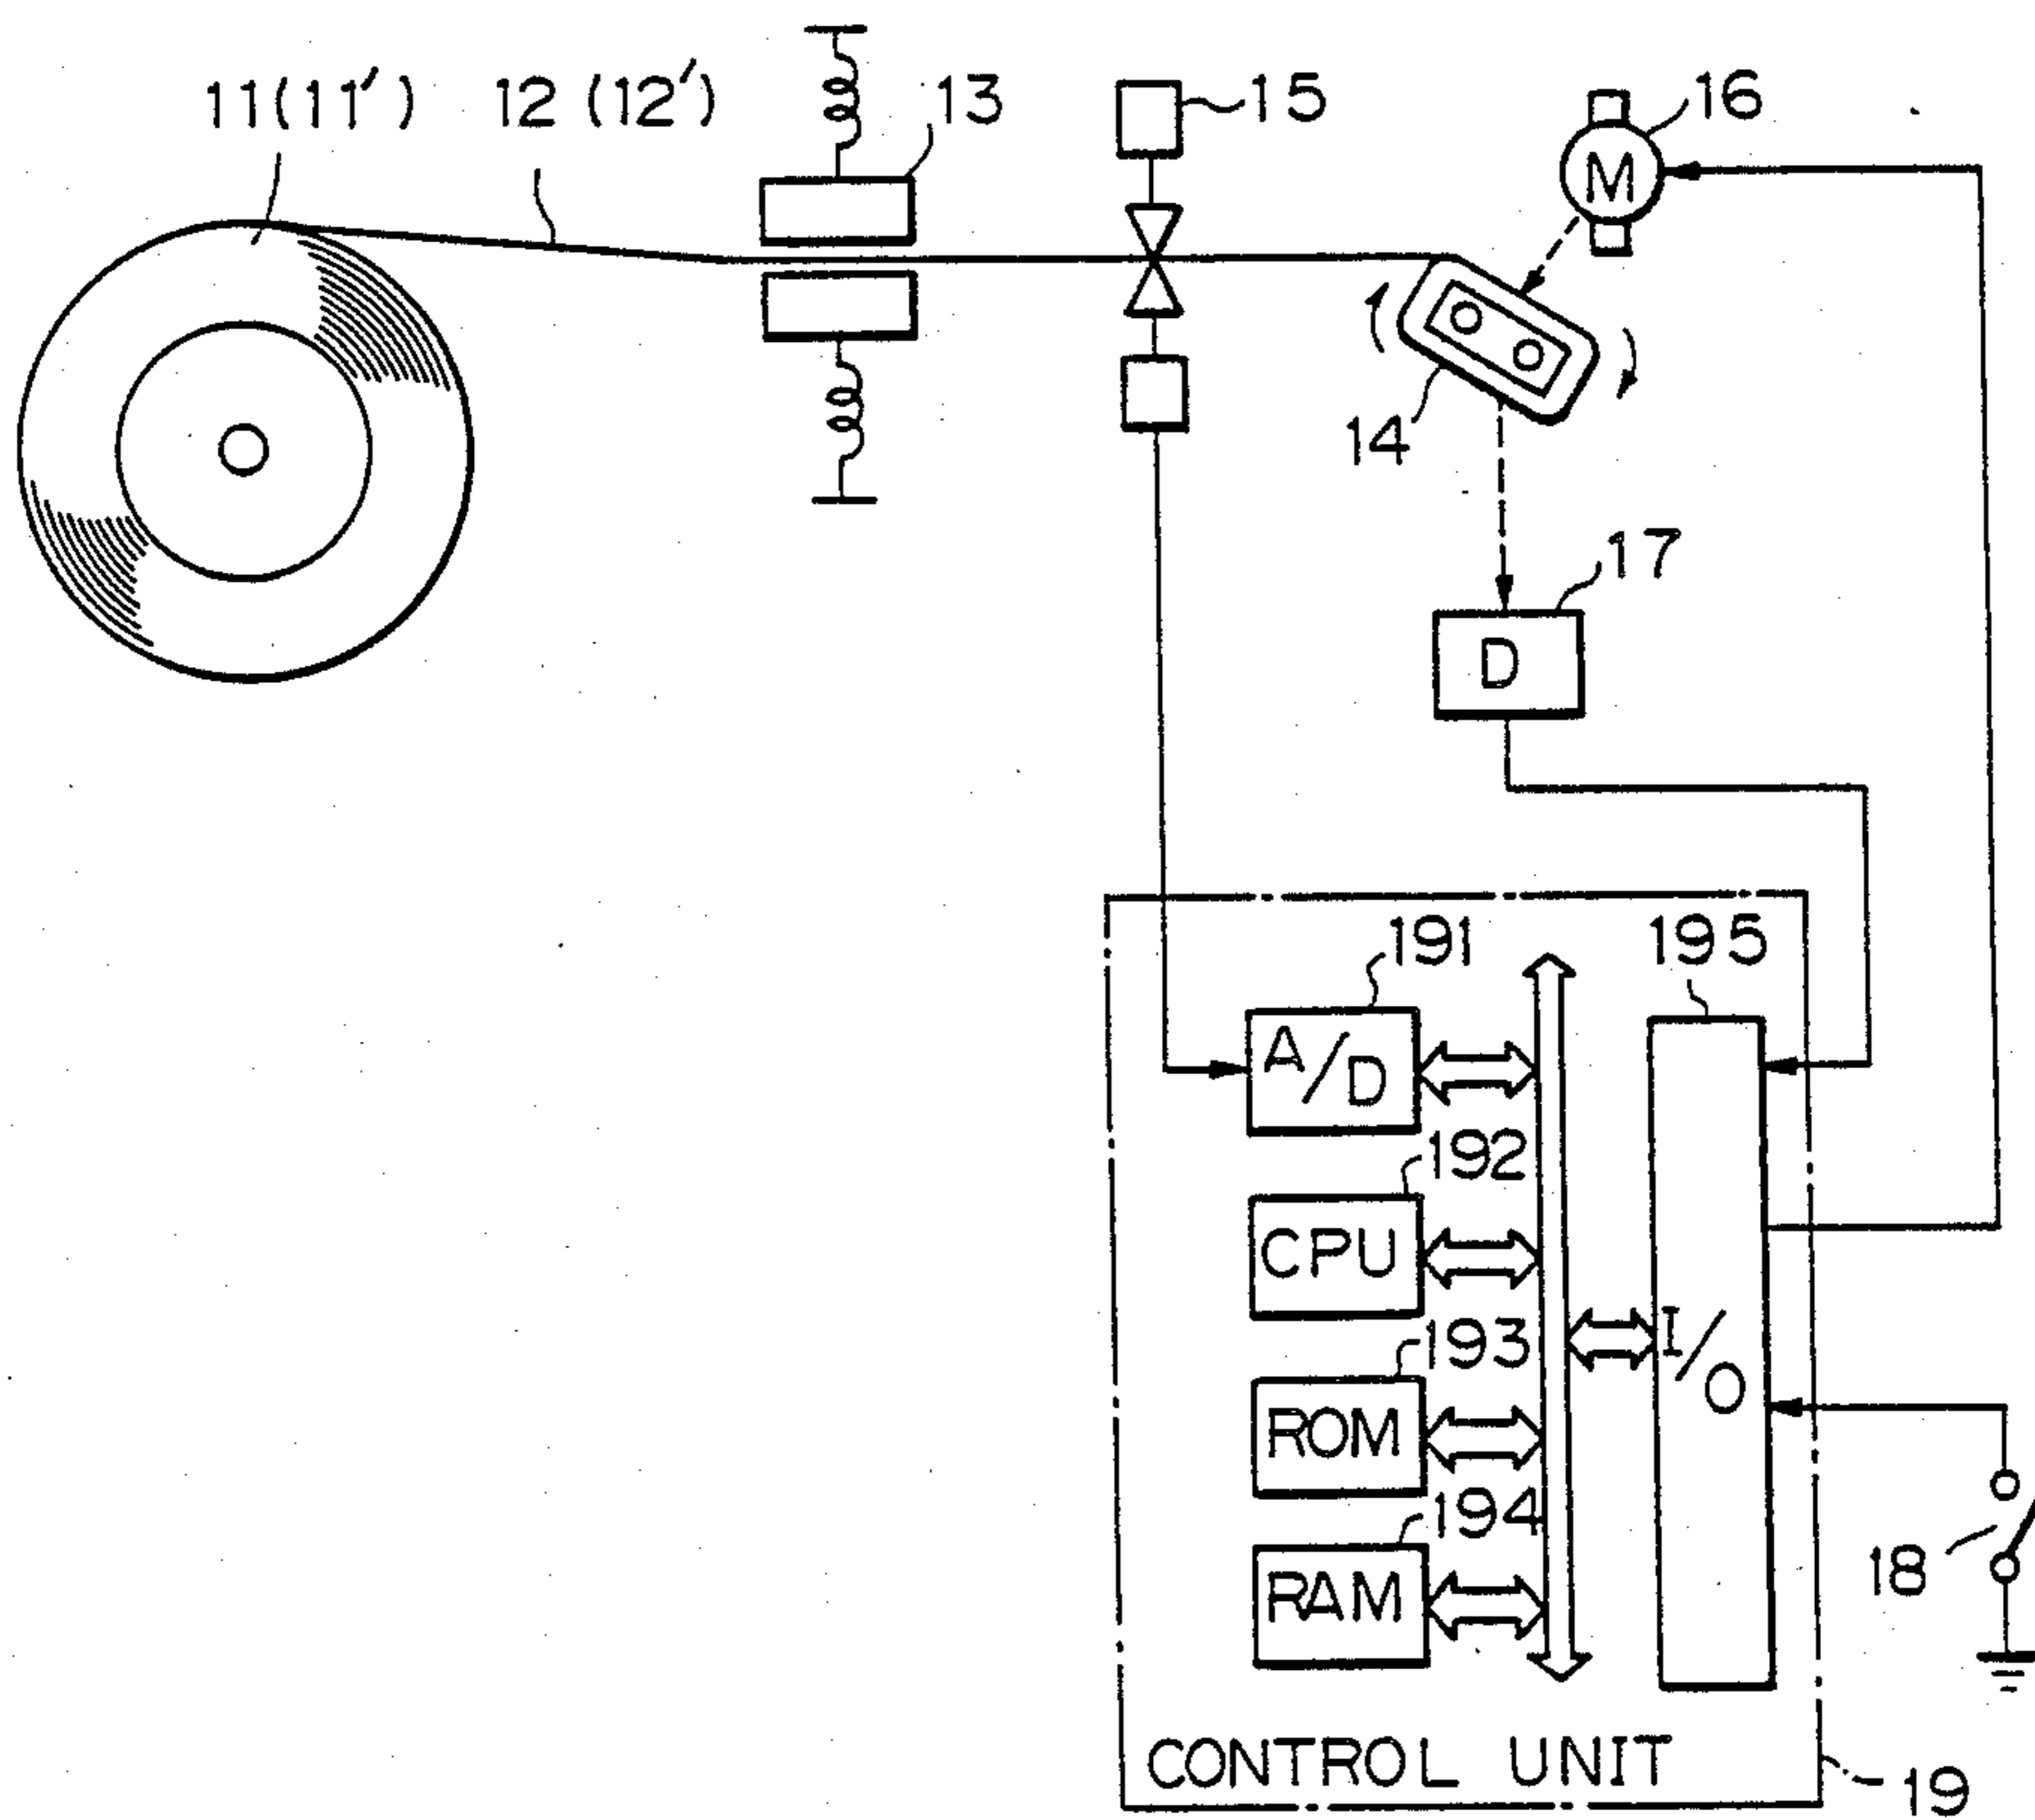 11(11′)
12 (12′)
13
15
16
M
14
17
D
191
195
A/D
192
CPU
193
I/O
ROM
194
RAM
18
CONTROL UNIT
19